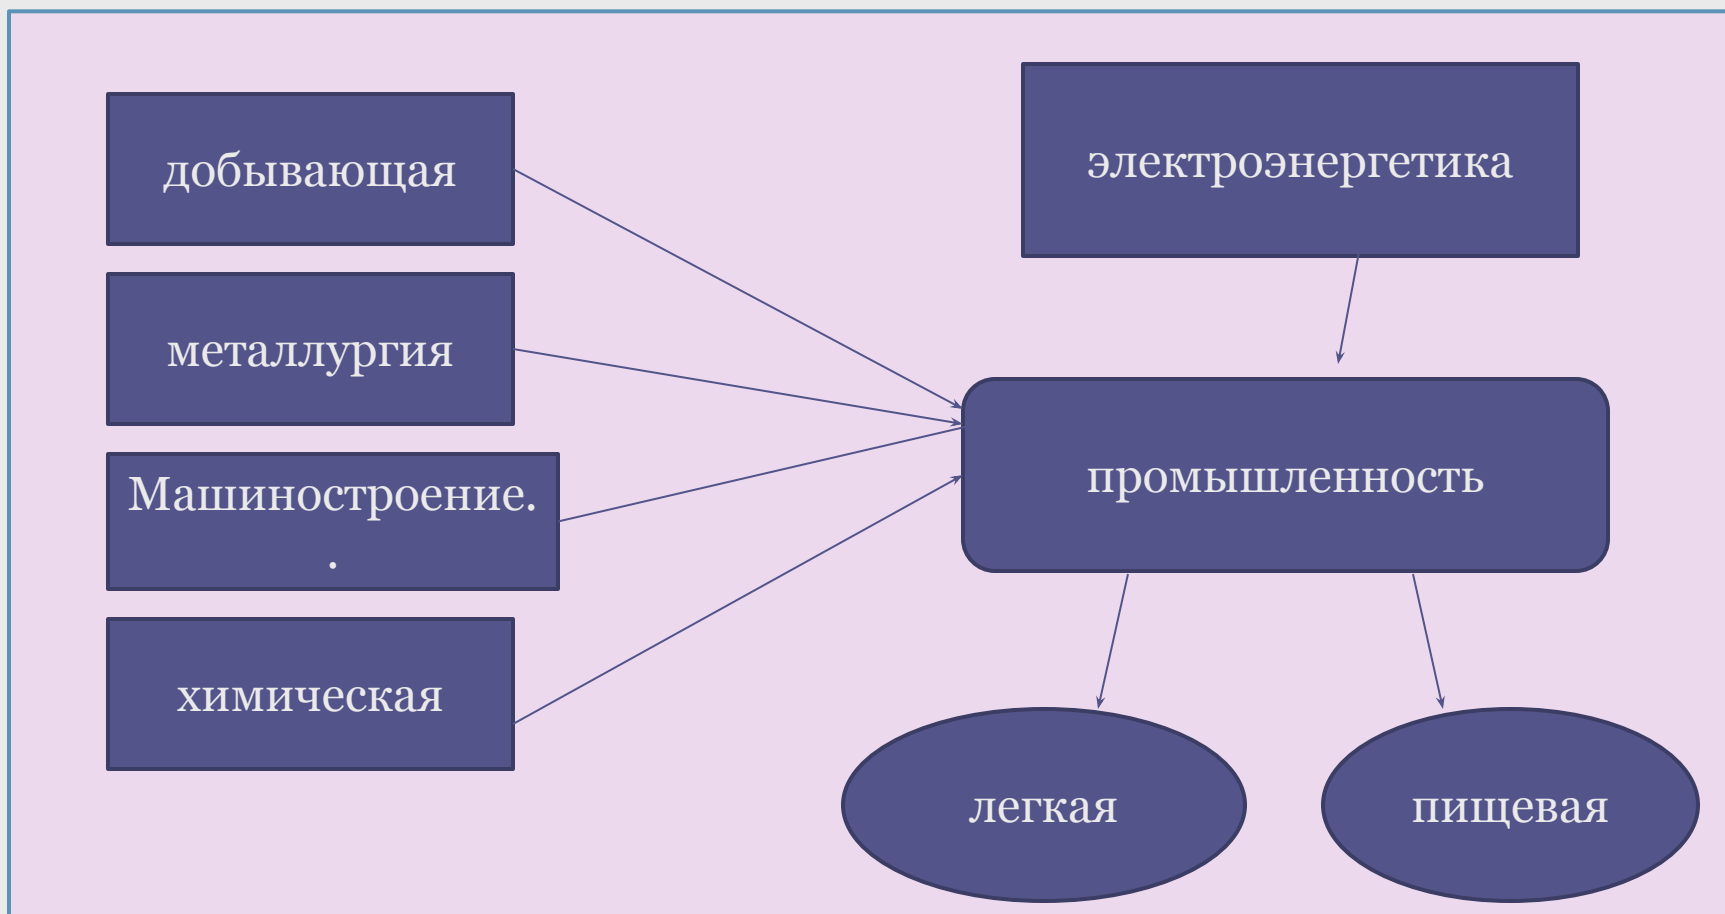 добывающая
электроэнергетика
металлургия
промышленность
Машиностроение.
.
химическая
легкая
пищевая